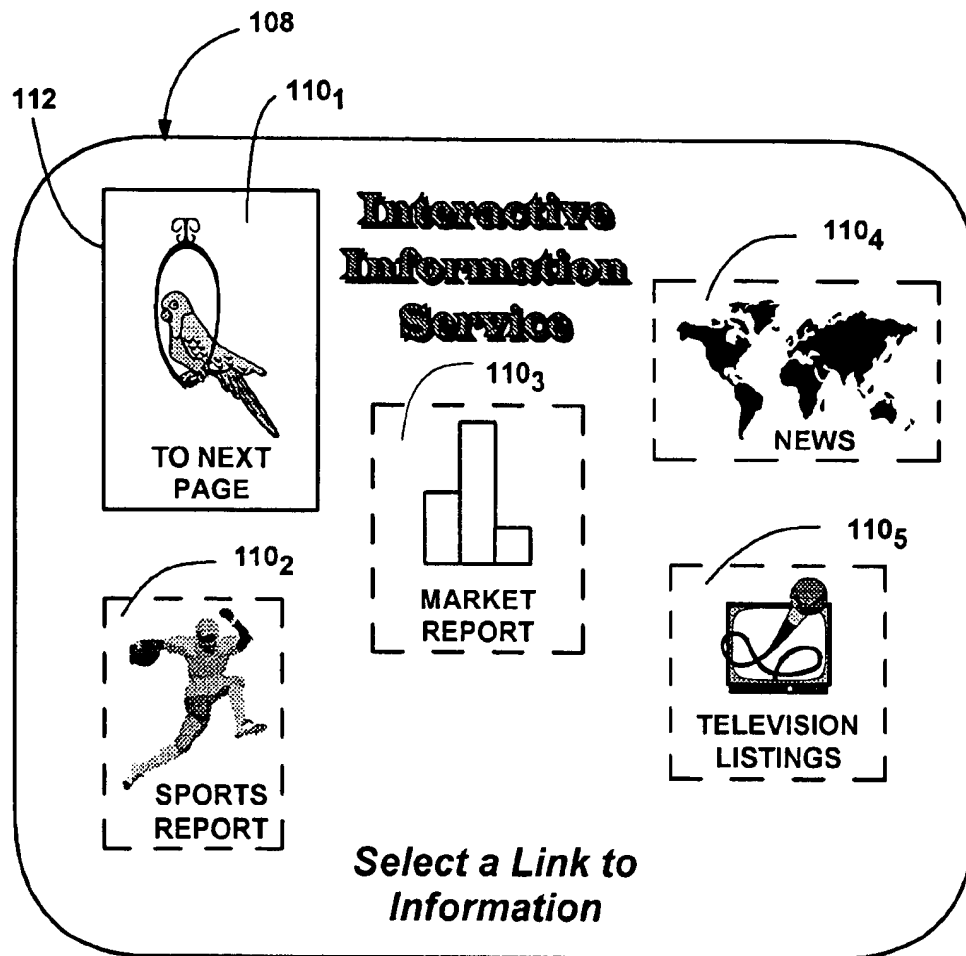 108
112
110₁
Interactive
Information
Service
TO NEXT
PAGE
110₄
NEWS
110₃
MARKET
REPORT
110₂
SPORTS
REPORT
110₅
TELEVISION
LISTINGS
Select a Link to
Information